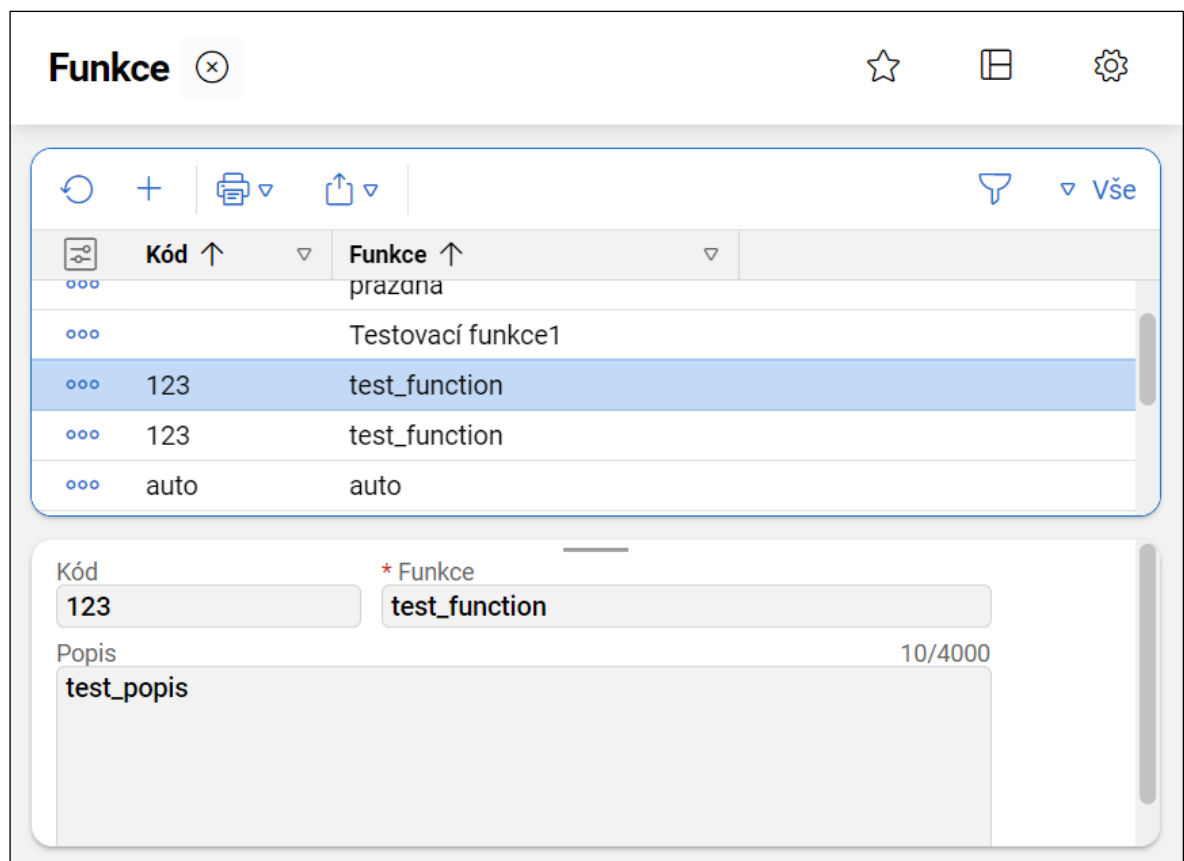 Funkce
Vše
Kód Funkce
prázdná
Testovací funkce1
123 test_function
123 test_function
auto auto
Kód * Funkce
123 test_function
Popis 10/4000
test_popis